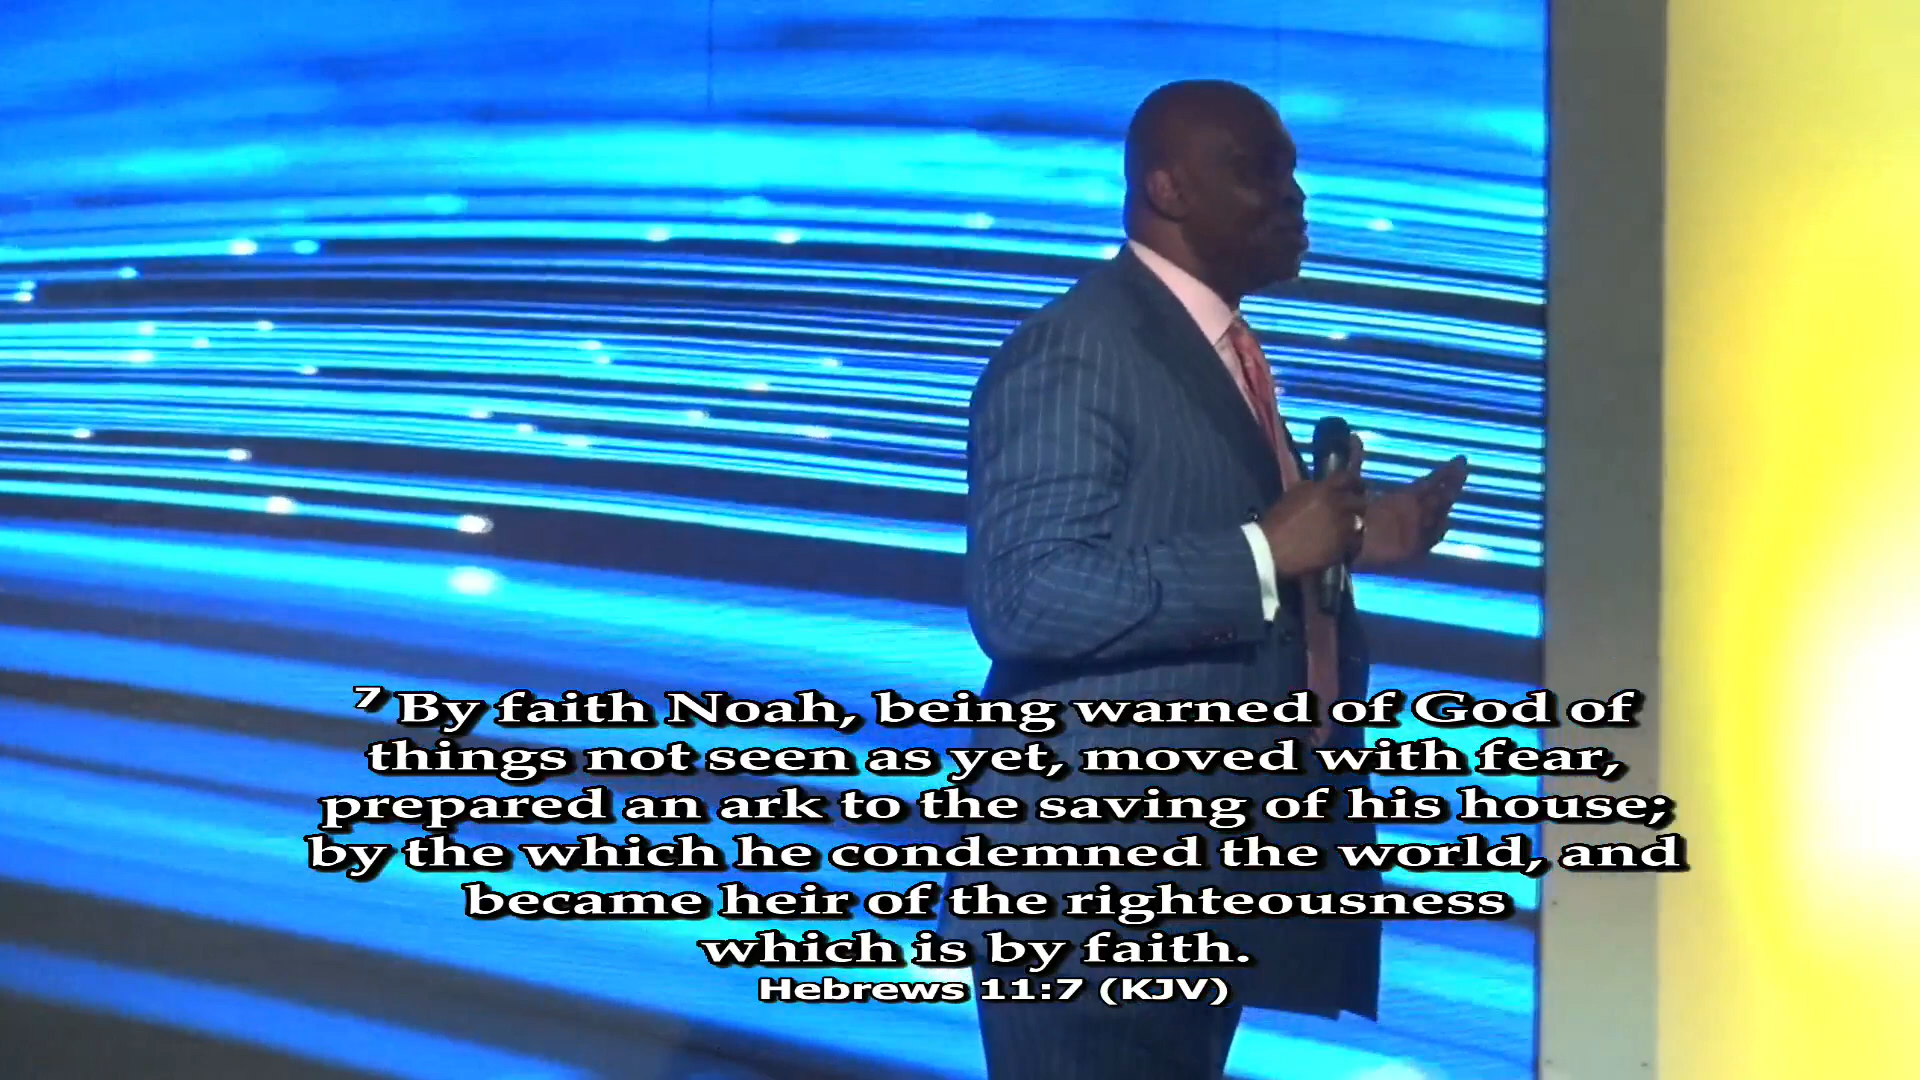 7 By faith Noah, being warned of God of
things not seen as yet, moved with fear,
prepared an ark to the saving of his house;
by the which he condemned the world, and
became heir of the righteousness
which is by faith.
Hebrews 11:7 (KJV)